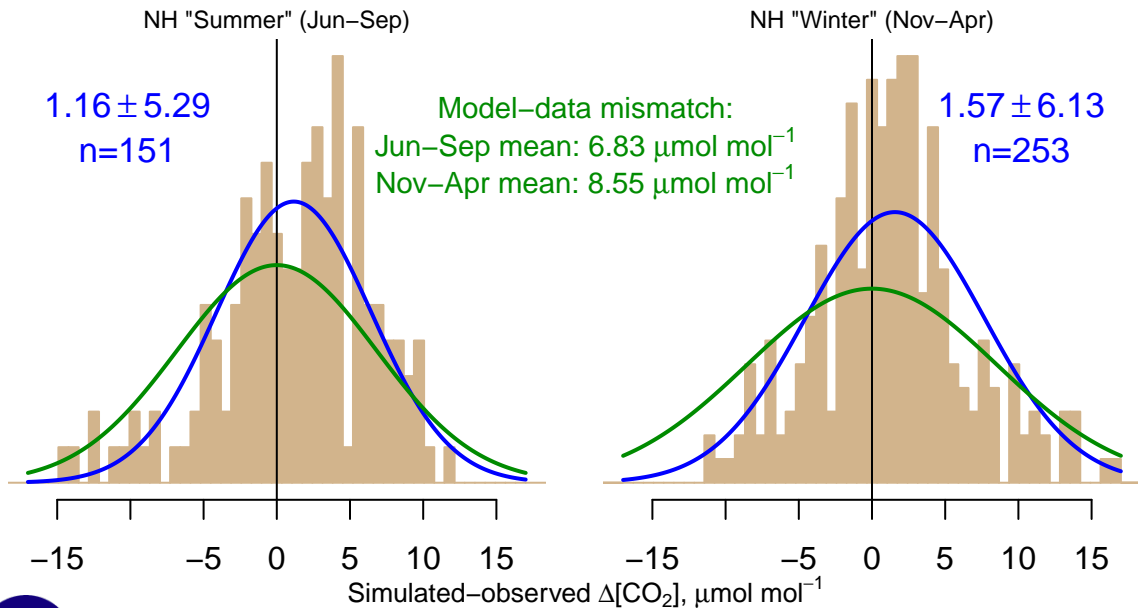 NH "Summer" (Jun−Sep)
NH "Winter" (Nov−Apr)
1.16 ± 5.29
n=151
Model−data mismatch:
Jun−Sep mean: 6.83 μmol mol⁻¹
Nov−Apr mean: 8.55 μmol mol⁻¹
1.57 ± 6.13
n=253
−15 −5 0 5 10 15
−15 −5 0 5 10 15
Simulated−observed Δ[CO₂], μmol mol⁻¹